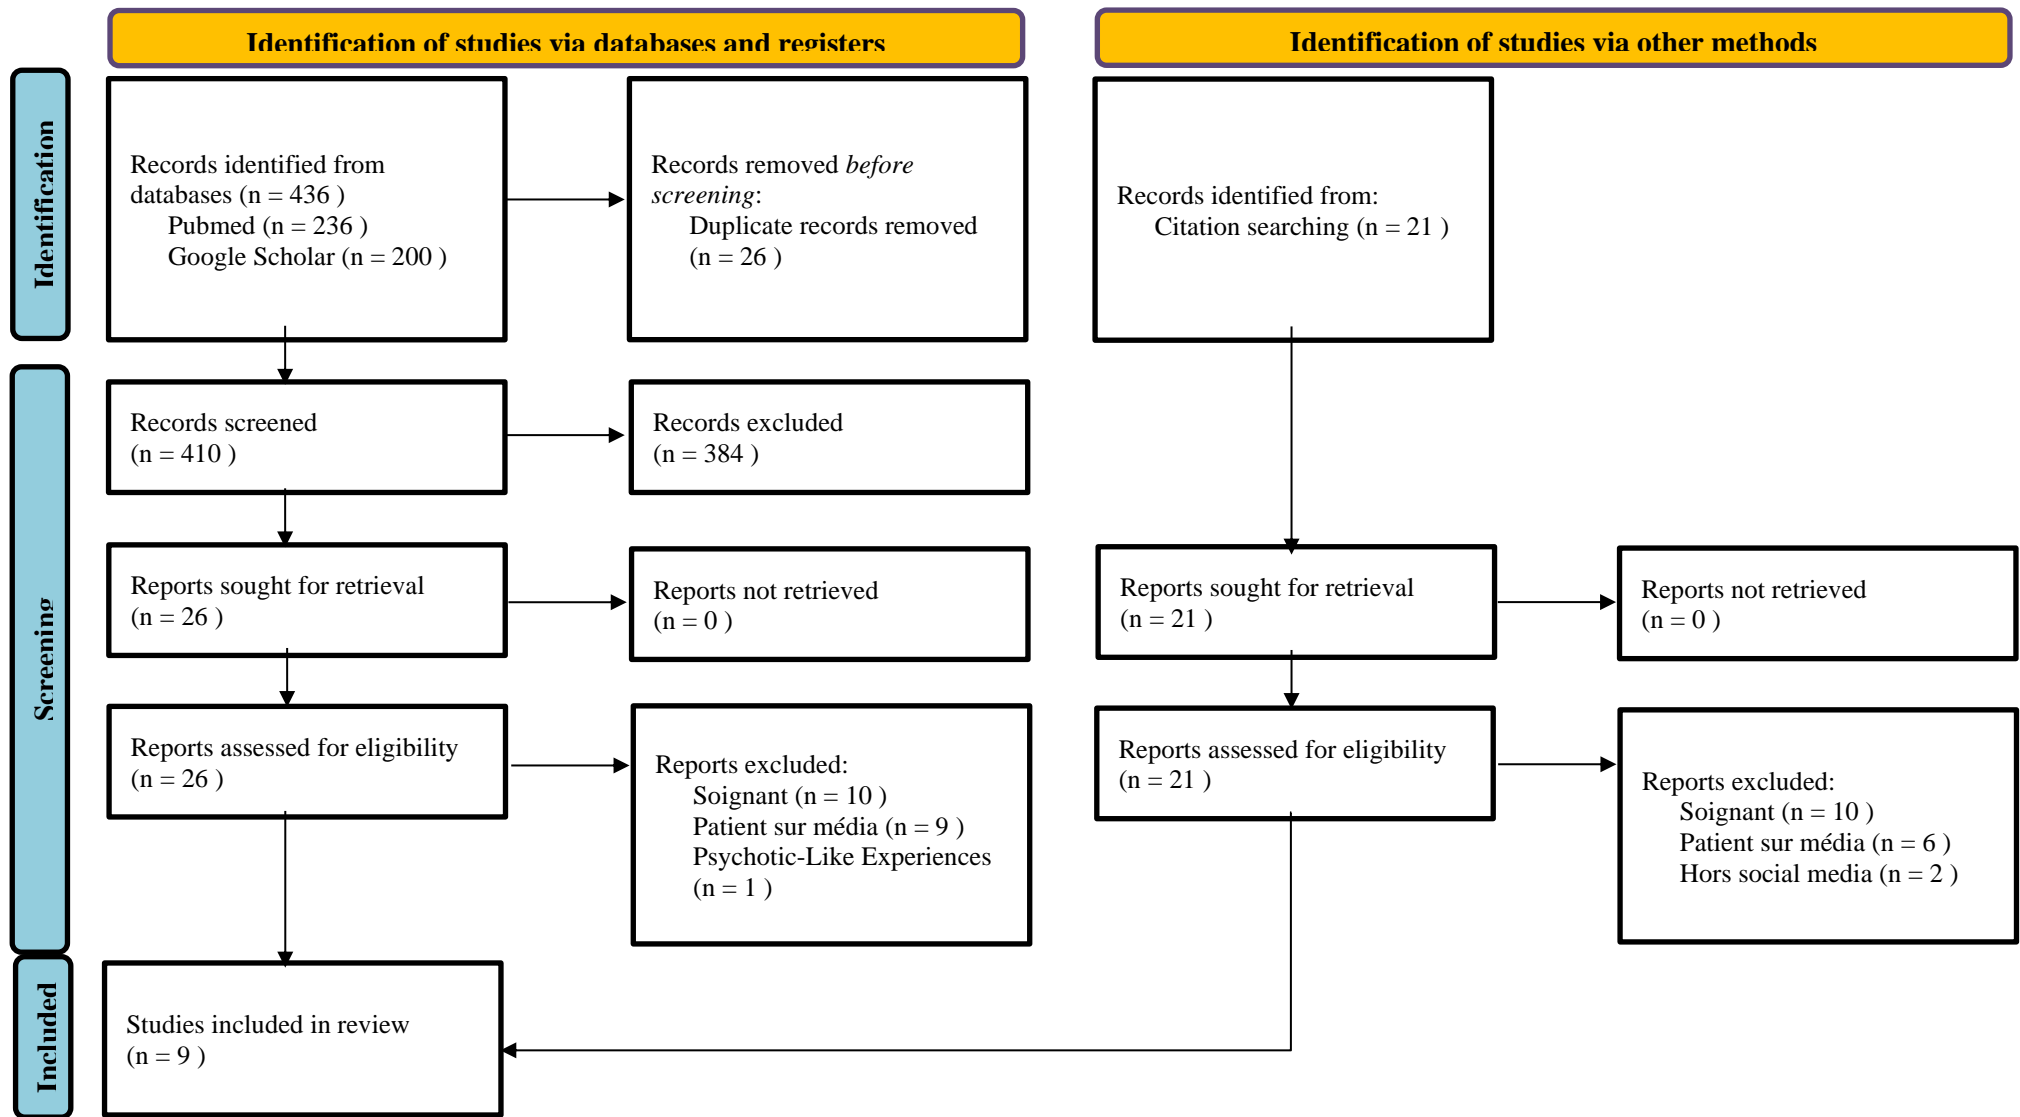 Identification of studies via databases and registers
Identification of studies via other methods
Identification
Records identified from
databases (n = 436 )
Pubmed (n = 236 )
Google Scholar (n = 200 )
Records removed before
screening:
Duplicate records removed
(n = 26 )
Records identified from:
Citation searching (n = 21 )
Screening
Records screened
(n = 410 )
Records excluded
(n = 384 )
Reports sought for retrieval
(n = 26 )
Reports not retrieved
(n = 0 )
Reports sought for retrieval
(n = 21 )
Reports not retrieved
(n = 0 )
Reports assessed for eligibility
(n = 26 )
Reports excluded:
Soignant (n = 10 )
Patient sur média (n = 9 )
Psychotic-Like Experiences
(n = 1 )
Reports assessed for eligibility
(n = 21 )
Reports excluded:
Soignant (n = 10 )
Patient sur média (n = 6 )
Hors social media (n = 2 )
Included
Studies included in review
(n = 9 )